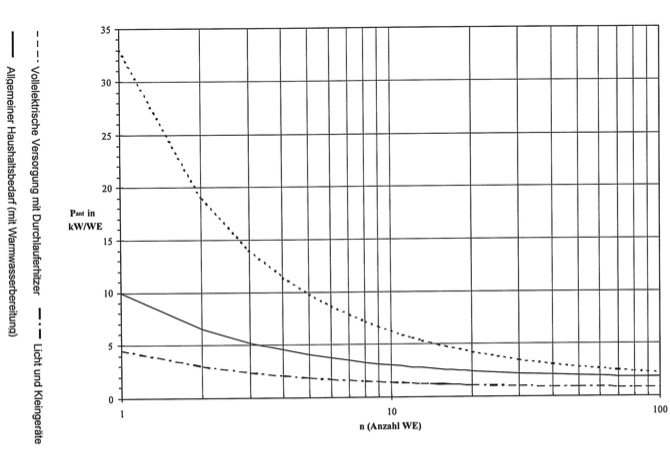 35
30
25
20
15
10
5
0
Pant in
kW/WE
1
10
100
n (Anzahl WE)
Vollelektrische Versorgung mit Durchlauferhitzer
Licht und Kleingeräte
Allgemeiner Haushaltsbedarf (mit Warmwasserbereitung)